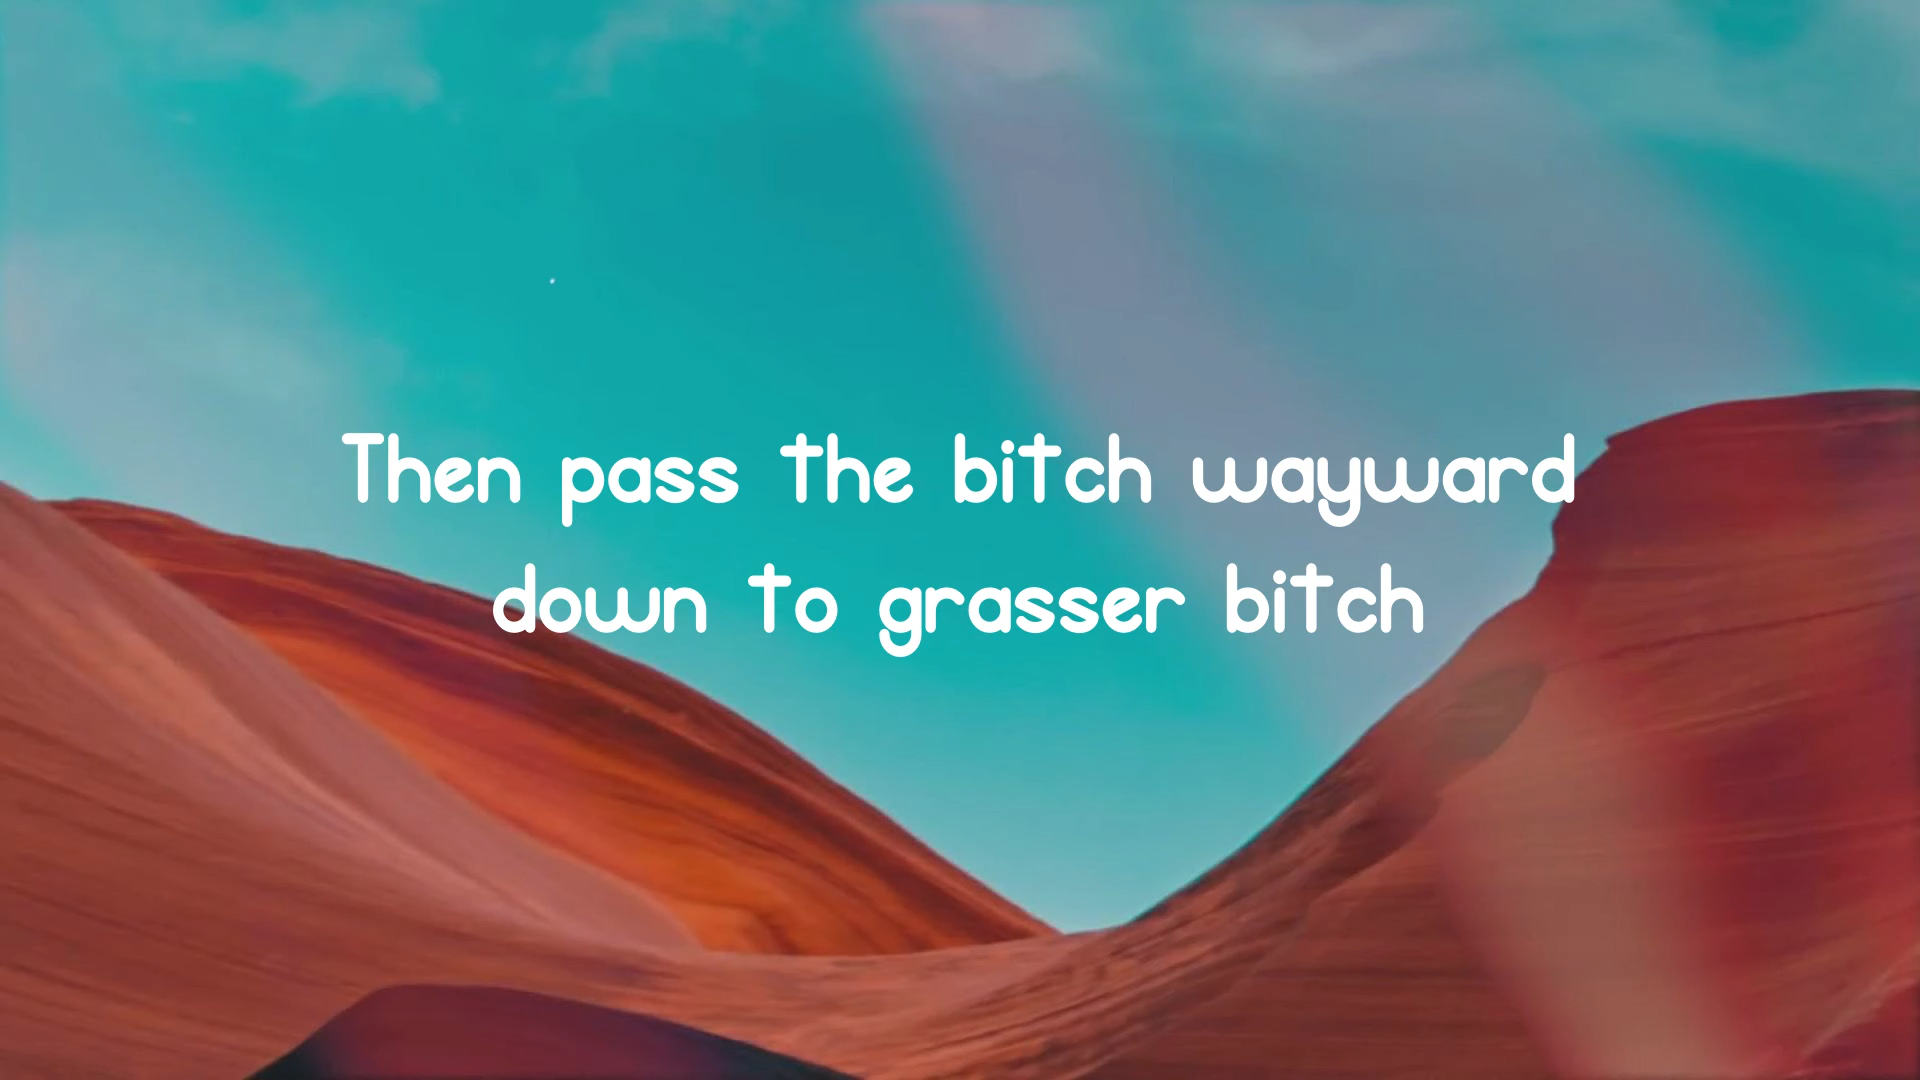 Then pass the bitch wayward
down to grasser bitch